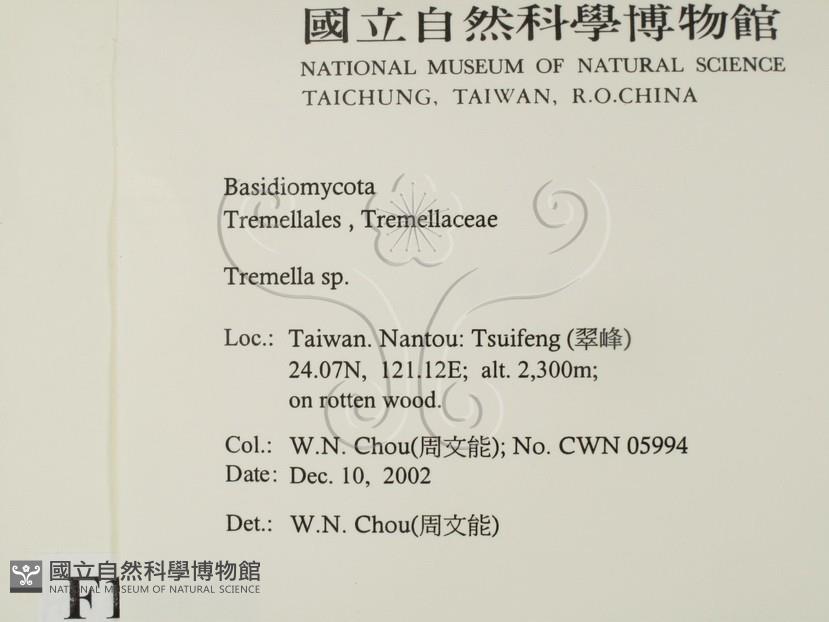 國立自然科學博物館
NATIONAL MUSEUM OF NATURAL SCIENCE
TAICHUNG, TAIWAN, R.O.CHINA
Basidiomycota
Tremellales , Tremellaceae
Tremella sp.
Loc.: Taiwan. Nantou: Tsuifeng (翠峰)
24.07N, 121.12E; alt. 2,300m;
on rotten wood.
Col.: W.N. Chou(周文能); No. CWN 05994
Date: Dec. 10, 2002
Det.: W.N. Chou(周文能)
國立自然科學博物館
NATIONAL MUSEUM OF NATURAL SCIENCE
F1